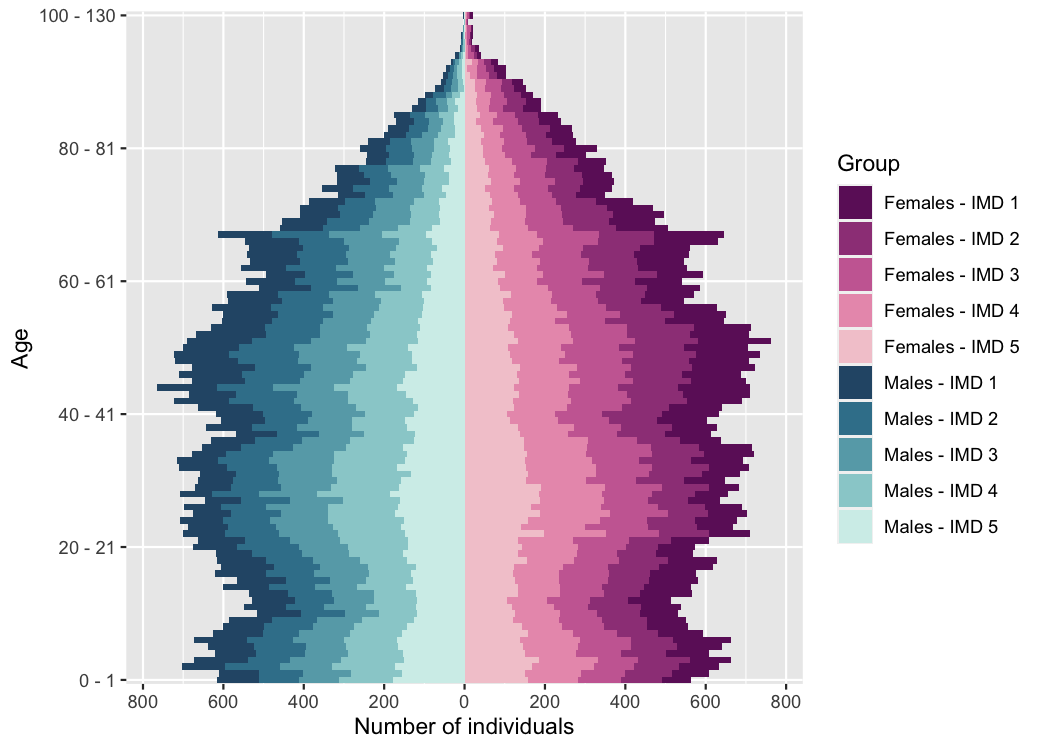 100 - 130
80 - 81
60 - 61
40 - 41
20 - 21
0 - 1
Age
800 600 400 200 0 200 400 600 800
Number of individuals
Group
Females - IMD 1
Females - IMD 2
Females - IMD 3
Females - IMD 4
Females - IMD 5
Males - IMD 1
Males - IMD 2
Males - IMD 3
Males - IMD 4
Males - IMD 5